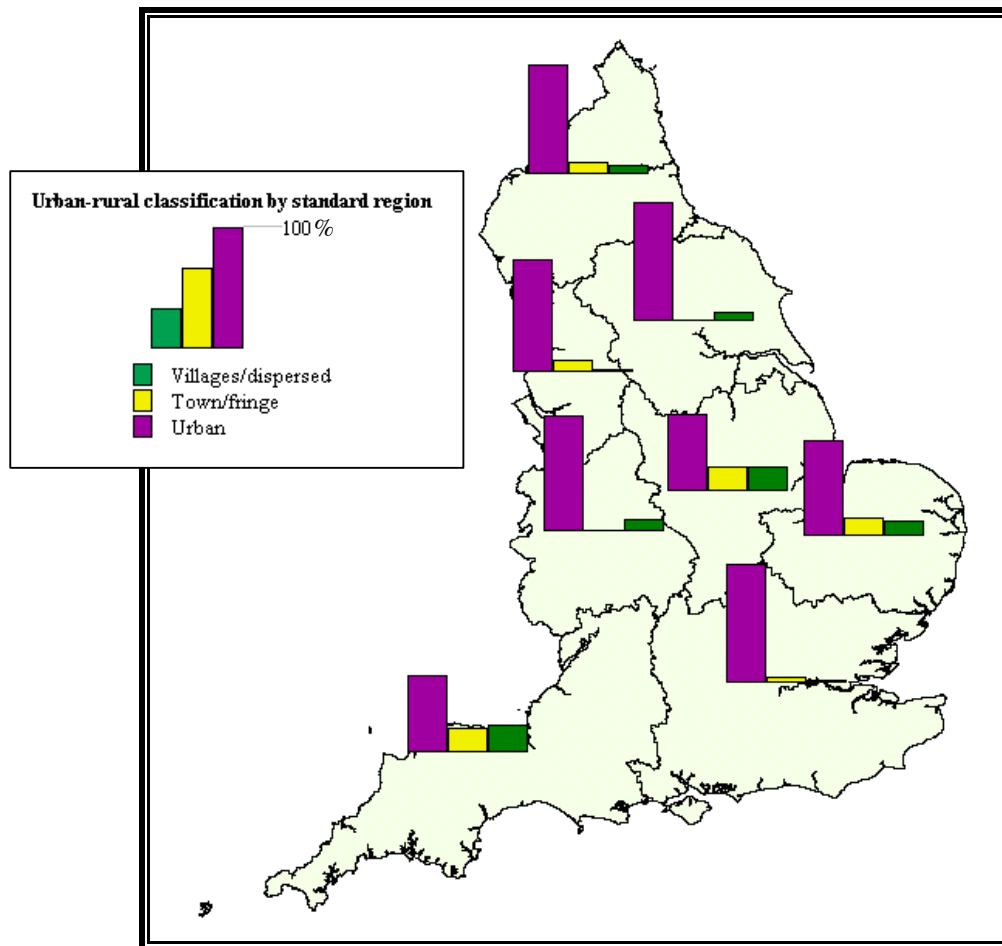 Urban-rural classification by standard region
100%
Villages/dispersed
Town/fringe
Urban